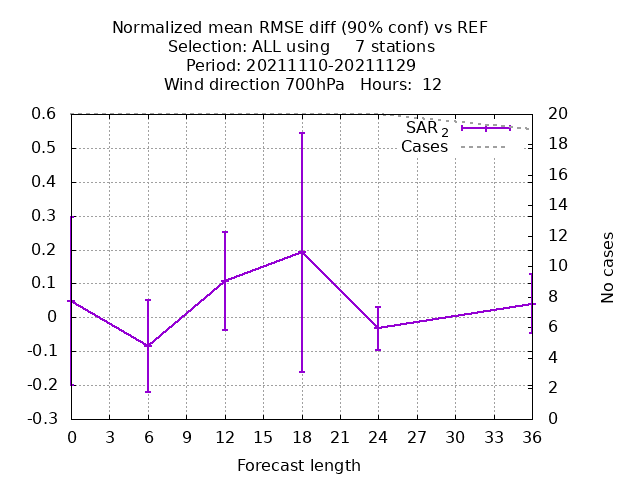 Normalized mean RMSE diff (90% conf) vs REF
Selection: ALL using     7 stations
Period: 20211110-20211129
Wind direction 700hPa   Hours:  12
0.6
0.5
0.4
0.3
0.2
0.1
0
-0.1
-0.2
-0.3
20
18
16
14
12
10
8
6
4
2
0
SAR 2
Cases
No cases
0 3 6 9 12 15 18 21 24 27 30 33 36
Forecast length